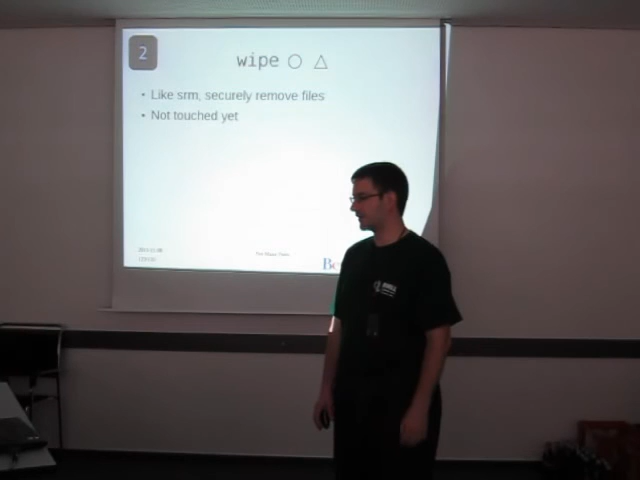 2
wipe ○ △
• Like srm, securely remove files
• Not touched yet